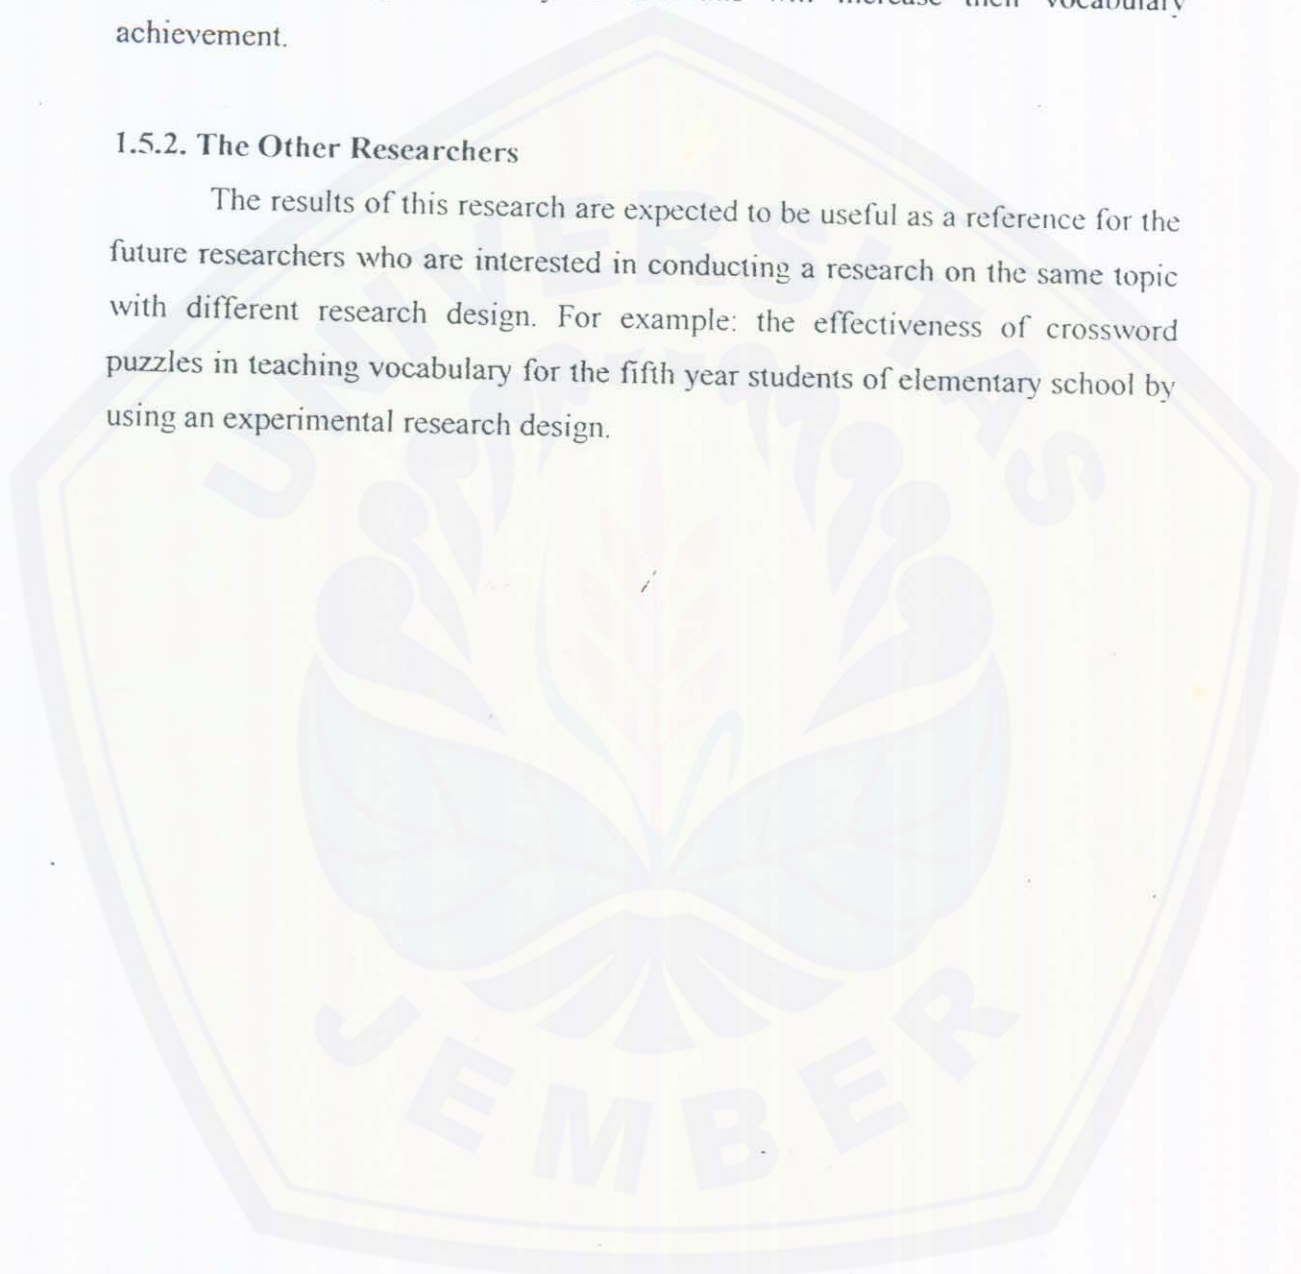 increase their vocabulary
achievement.
1.5.2. The Other Researchers
The results of this research are expected to be useful as a reference for the
future researchers who are interested in conducting a research on the same topic
with different research design. For example: the effectiveness of crossword
puzzles in teaching vocabulary for the fifth year students of elementary school by
using an experimental research design.
UNIVERSITAS
JEMBER